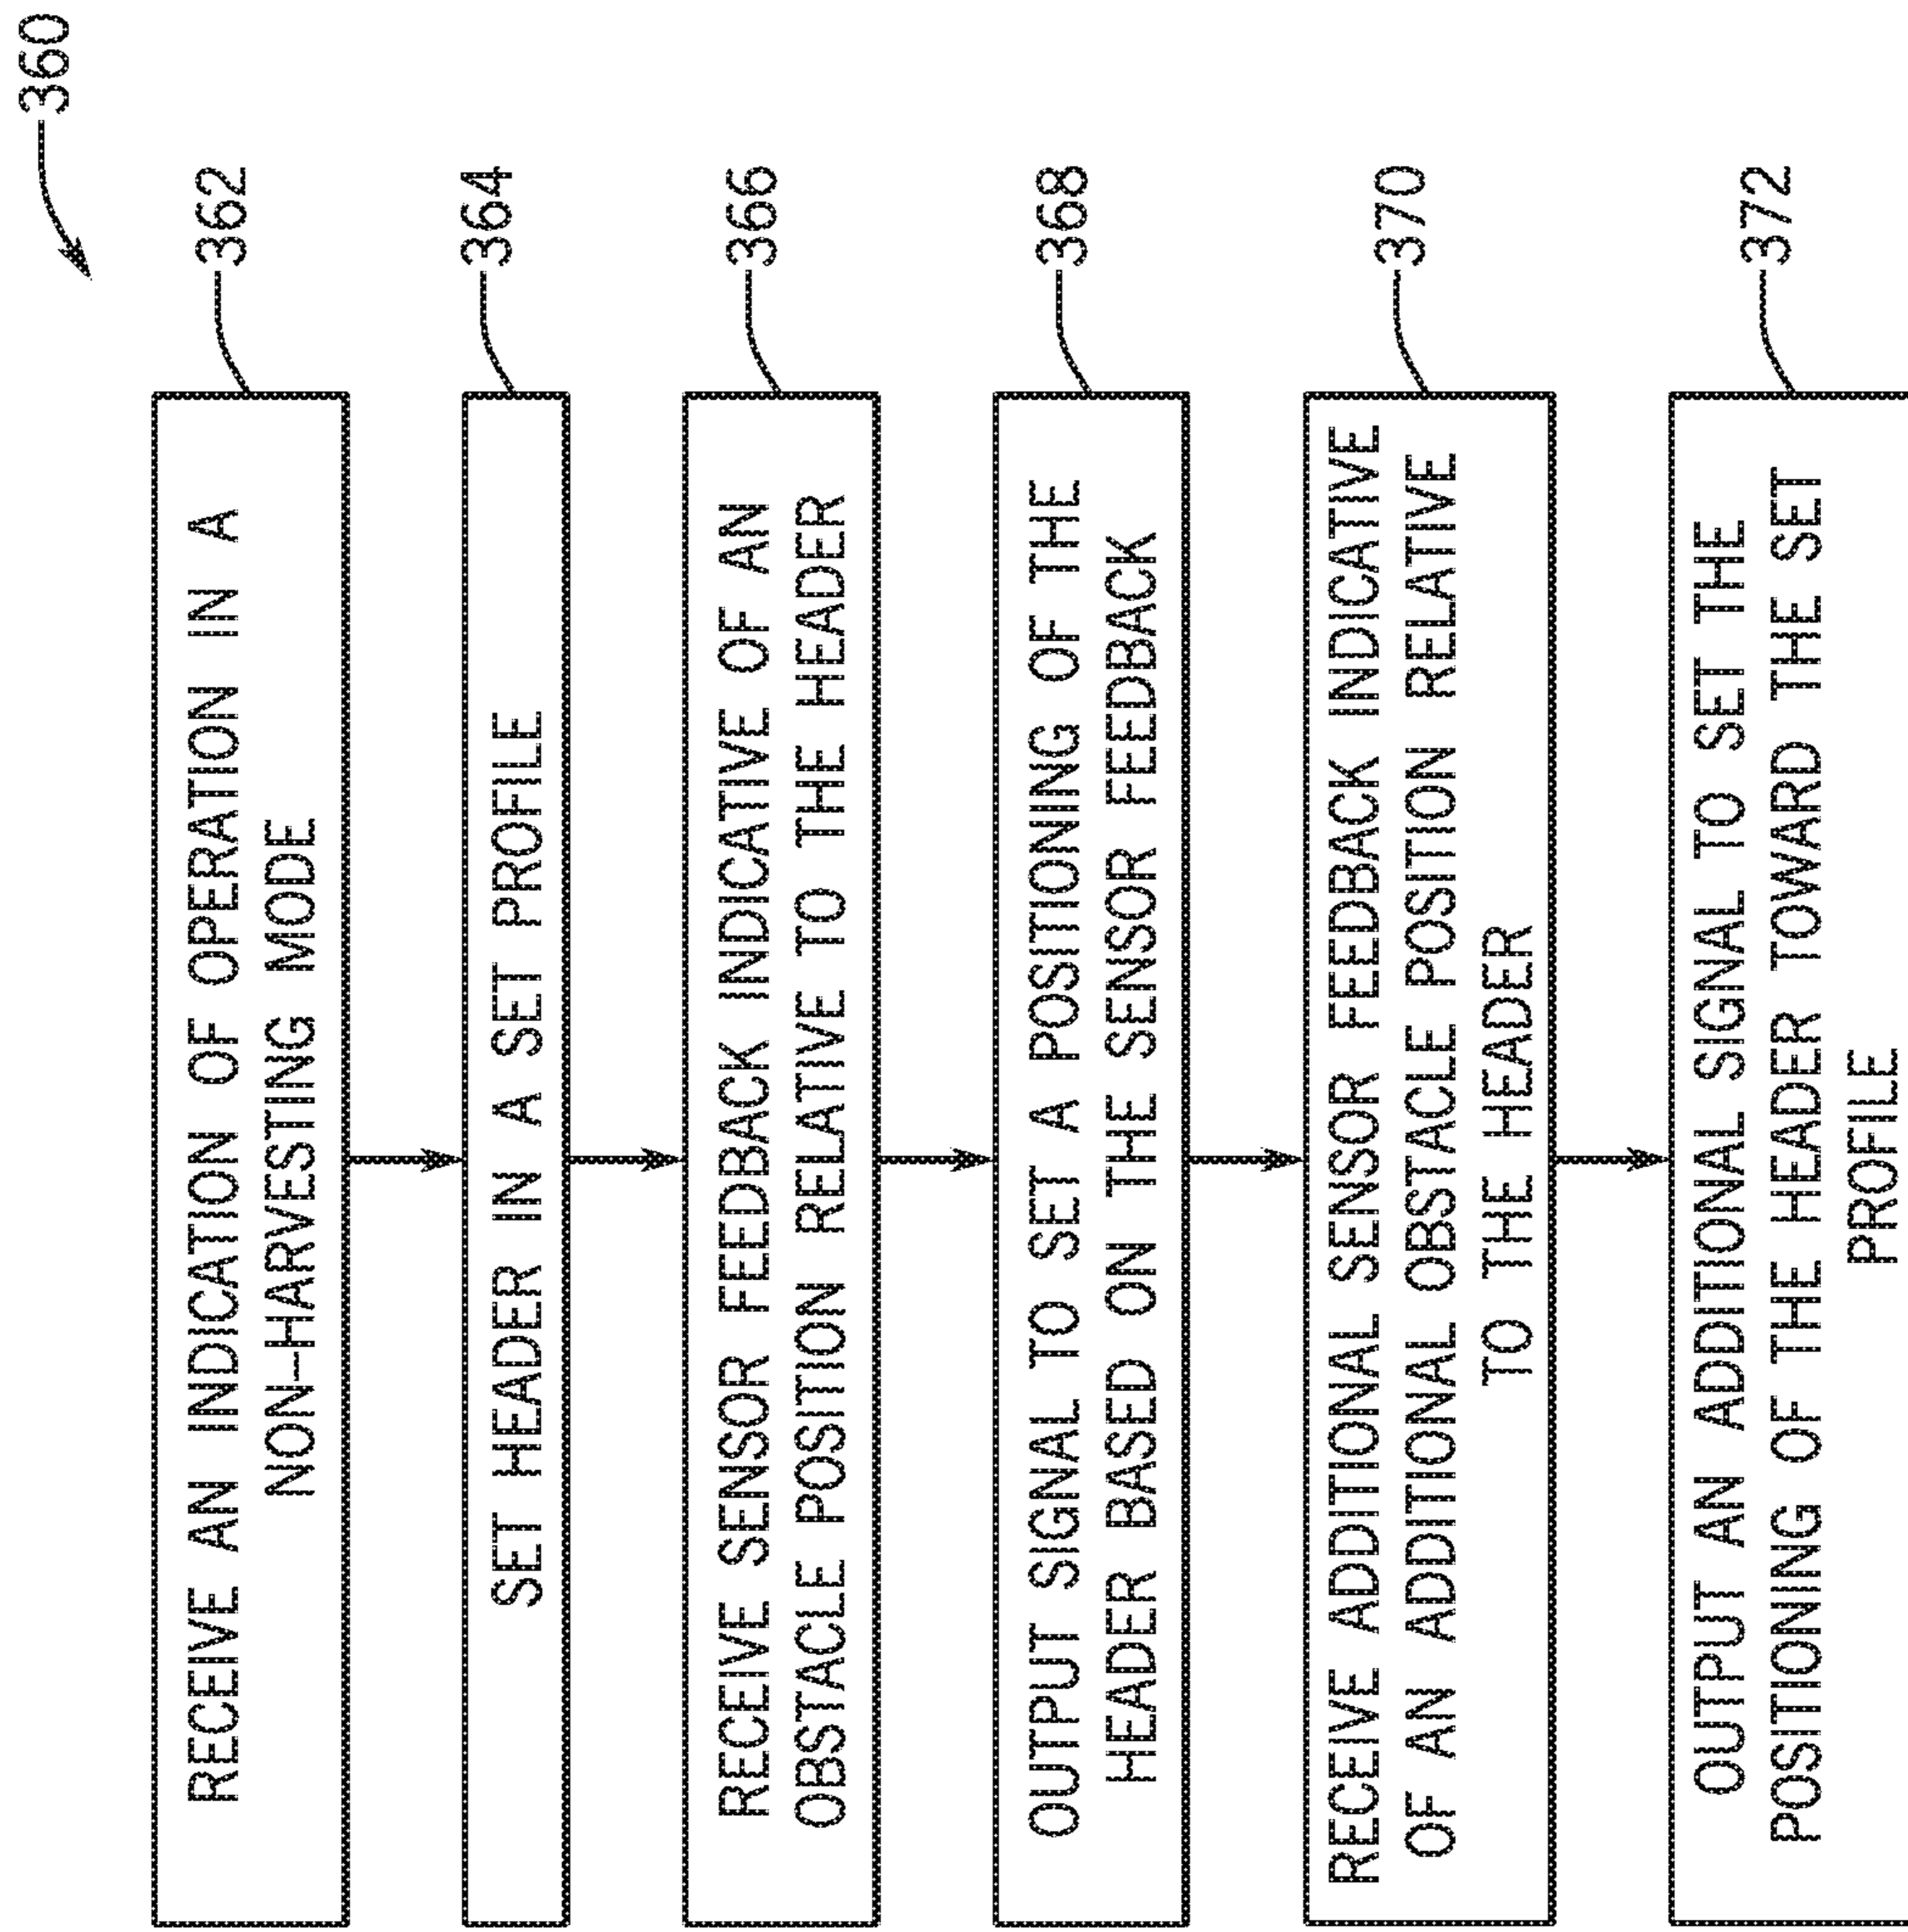 360
RECEIVE AN INDICATION OF OPERATION IN A
NON-HARVESTING MODE
362
SET HEADER IN A SET PROFILE
364
RECEIVE SENSOR FEEDBACK INDICATIVE OF AN
OBSTACLE POSITION RELATIVE TO THE HEADER
366
OUTPUT SIGNAL TO SET A POSITIONING OF THE
HEADER BASED ON THE SENSOR FEEDBACK
368
RECEIVE ADDITIONAL SENSOR FEEDBACK INDICATIVE
OF AN ADDITIONAL OBSTACLE POSITION RELATIVE
TO THE HEADER
370
OUTPUT AN ADDITIONAL SIGNAL TO SET THE
POSITIONING OF THE HEADER TOWARD THE SET
PROFILE
372